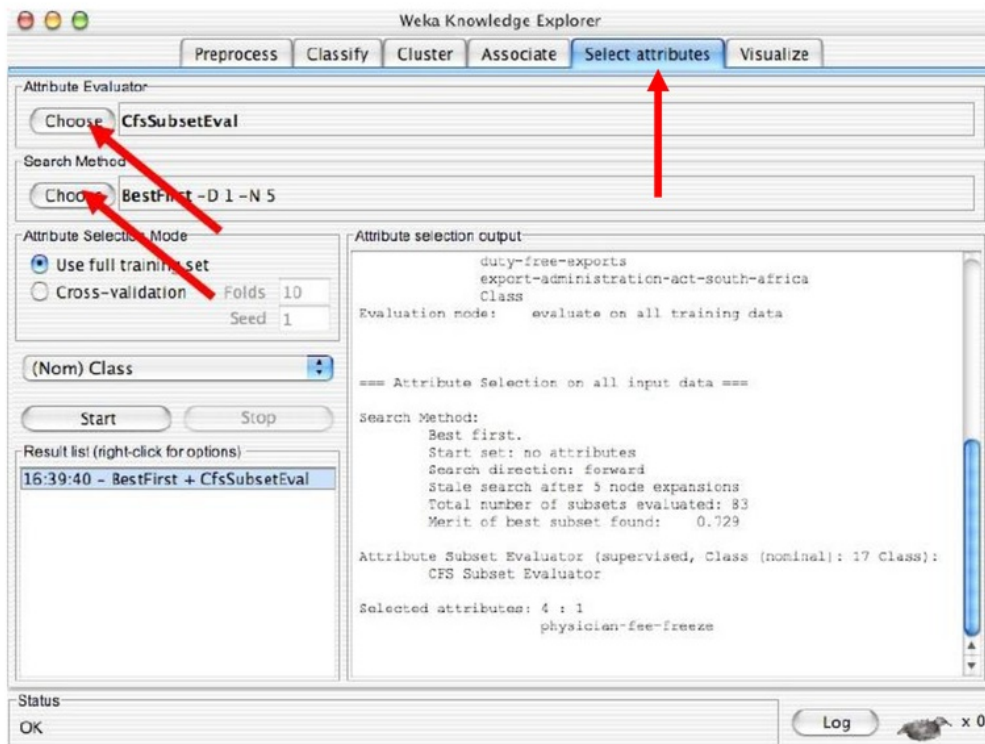 Weka Knowledge Explorer
Preprocess Classify Cluster Associate Select attributes Visualize
Attribute Evaluator
Choose CfsSubsetEval
Search Method
Choose BestFirst -D 1 -N 5
Attribute Selection Mode
Use full training set
Cross-validation Folds 10
Seed 1
(Nom) Class
Start Stop
Result list (right-click for options)
16:39:40 - BestFirst + CfsSubsetEval
Attribute selection output
duty-free-exports
export-administration-act-south-africa
Class
Evaluation mode: evaluate on all training data
=== Attribute Selection on all input data ===
Search Method:
Best first.
Start set: no attributes
Search direction: forward
Stale search after 5 node expansions
Total number of subsets evaluated: 83
Merit of best subset found: 0.729
Attribute Subset Evaluator (supervised, Class (nominal): 17 Class):
CFS Subset Evaluator
Selected attributes: 4 : 1
physician-fee-freeze
Status
OK
Log
x 0